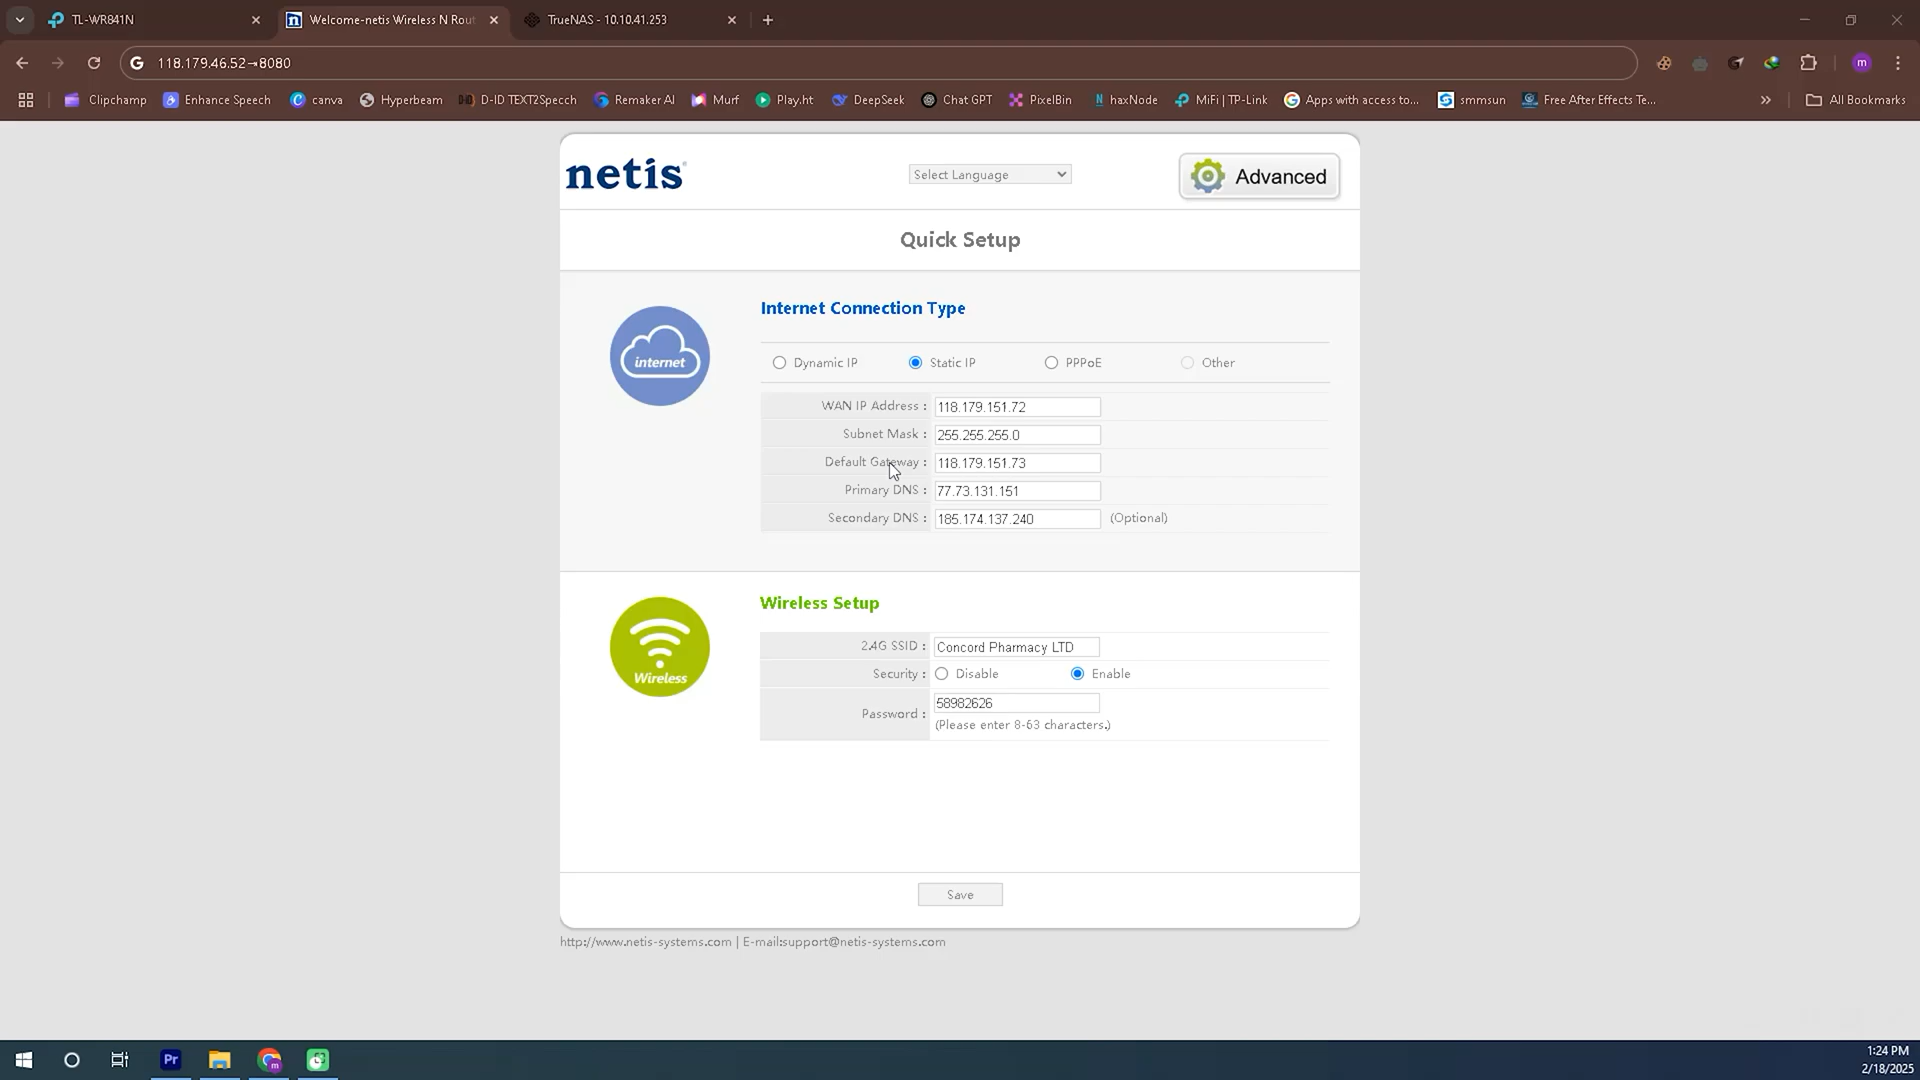 TL-WR841N
Welcome-netis Wireless N Rout
TrueNAS - 10.10.41.253
118.179.46.52→8080
m
Clipchamp
Enhance Speech
canva
Hyperbeam
D-ID TEXT2Speech
Remaker AI
Murf
Play.ht
DeepSeek
Chat GPT
PixelBin
haxNode
MiFi | TP-Link
Apps with access to...
smmsun
Free After Effects Te...
»
All Bookmarks
netis
Select Language
Advanced
Quick Setup
internet
Internet Connection Type
Dynamic IP Static IP PPPoE Other
WAN IP Address : 118.179.151.72
Subnet Mask : 255.255.255.0
Default Gateway : 118.179.151.73
Primary DNS : 77.73.131.151
Secondary DNS : 185.174.137.240 (Optional)
Wireless
Wireless Setup
2.4G SSID : Concord Pharmacy LTD
Security : Disable Enable
Password : 58982626
(Please enter 8-63 characters.)
Save
http://www.netis-systems.com | E-mail:support@netis-systems.com
Pr
m
1:24 PM
2/18/2025